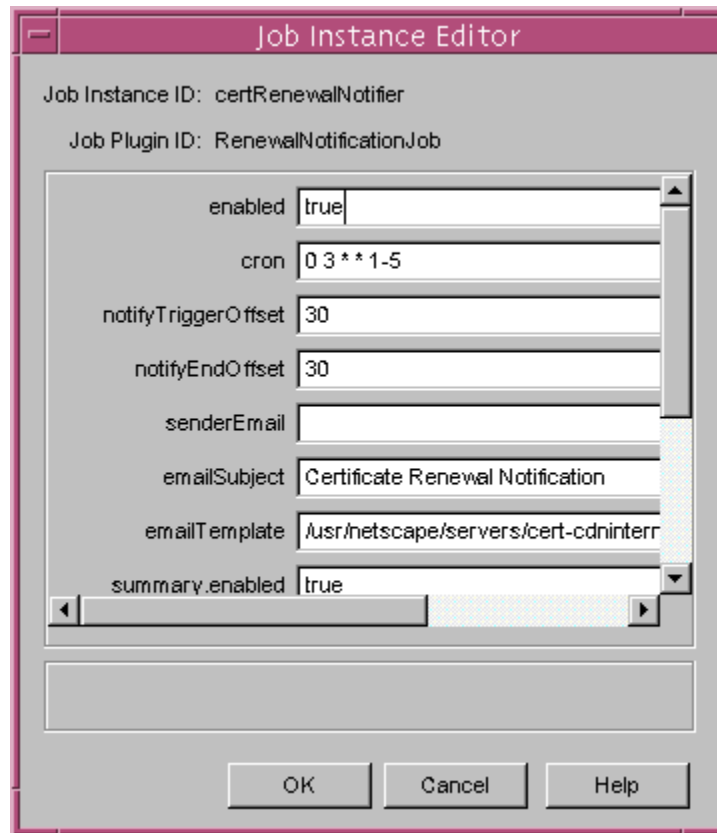 Job Instance Editor
Job Instance ID: certRenewalNotifier
Job Plugin ID: RenewalNotificationJob
enabled true
cron 0 3 * * 1-5
notifyTriggerOffset 30
notifyEndOffset 30
senderEmail
emailSubject Certificate Renewal Notification
emailTemplate /usr/netscape/servers/cert-cdnintern
summary.enabled true
OK Cancel Help